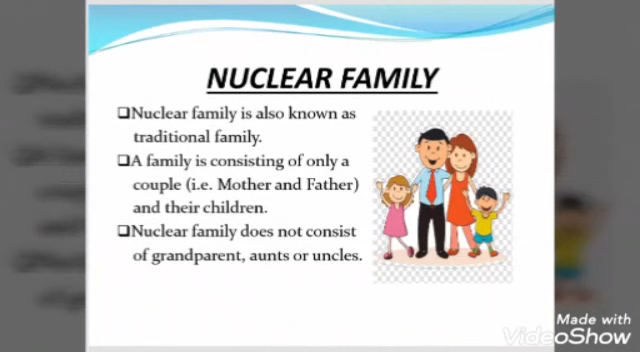 NUCLEAR FAMILY
❑Nuclear family is also known as
traditional family.
❑A family is consisting of only a
couple (i.e. Mother and Father)
and their children.
❑Nuclear family does not consist
of grandparent, aunts or uncles.
Made with
VideoShow